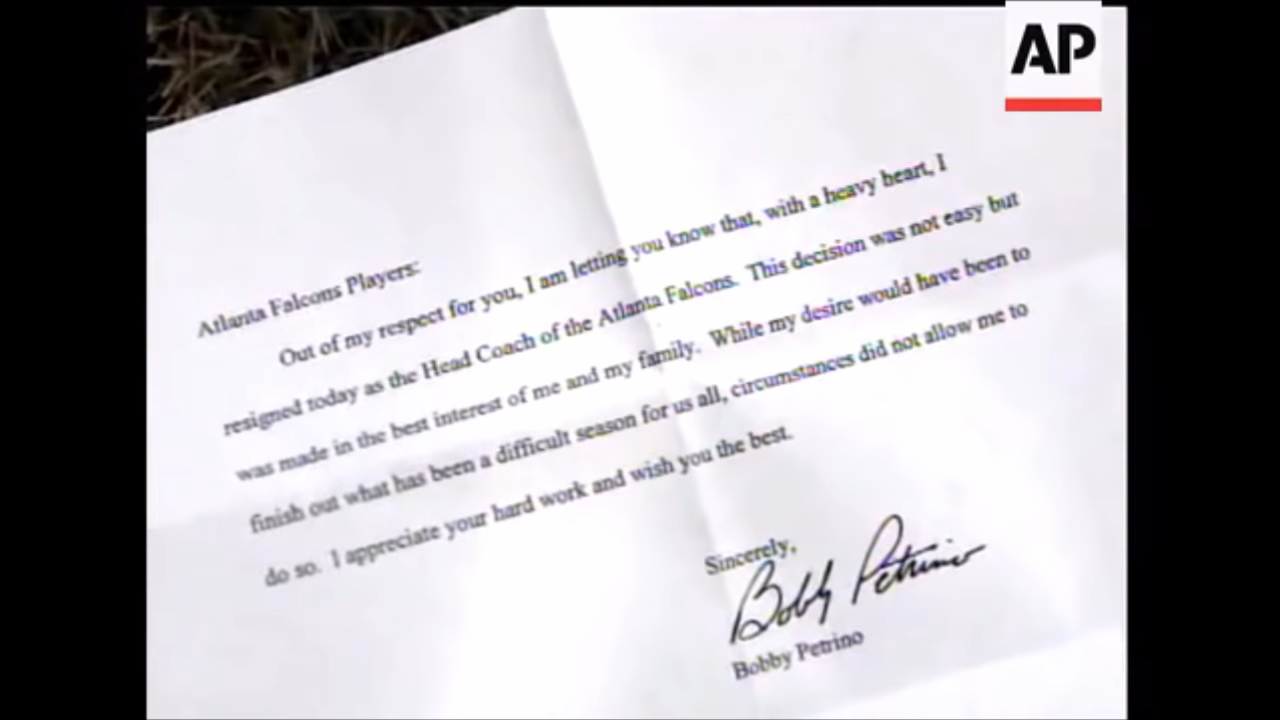 AP
Atlanta Falcons Players:
Out of my respect for you, I am letting you know that, with a heavy heart, I
resigned today as the Head Coach of the Atlanta Falcons. This decision was not easy but
was made in the best interest of me and my family. While my desire would have been to
finish out what has been a difficult season for us all, circumstances did not allow me to
do so. I appreciate your hard work and wish you the best.
Sincerely,
Bobby Petrino
Bobby Petrino